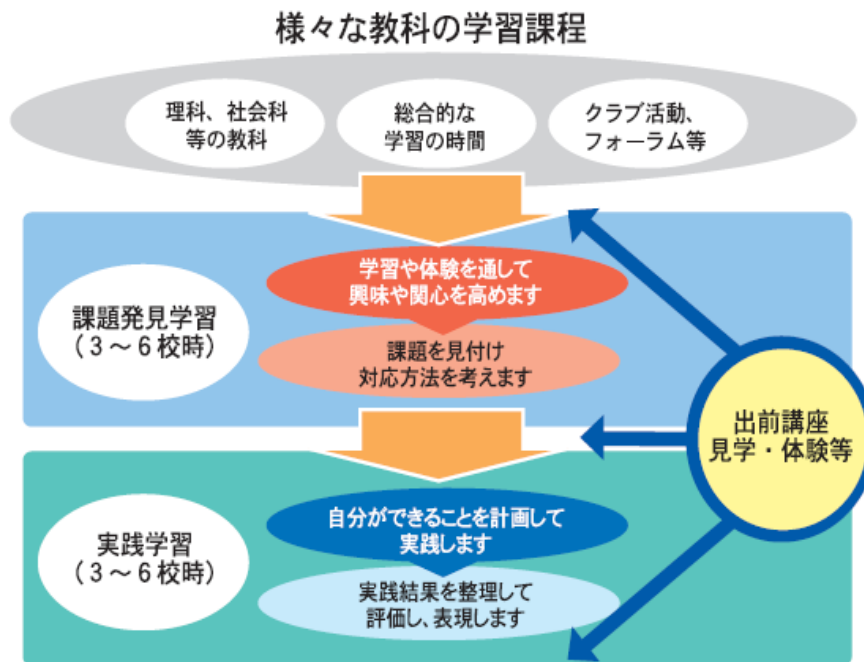 様々な教科の学習課程
理科、社会科
等の教科
総合的な
学習の時間
クラブ活動、
フォーラム等
課題発見学習
(3～6校時)
学習や体験を通して
興味や関心を高めます
課題を見付け
対応方法を考えます
出前講座
見学・体験等
実践学習
(3～6校時)
自分ができることを計画して
実践します
実践結果を整理して
評価し、表現します